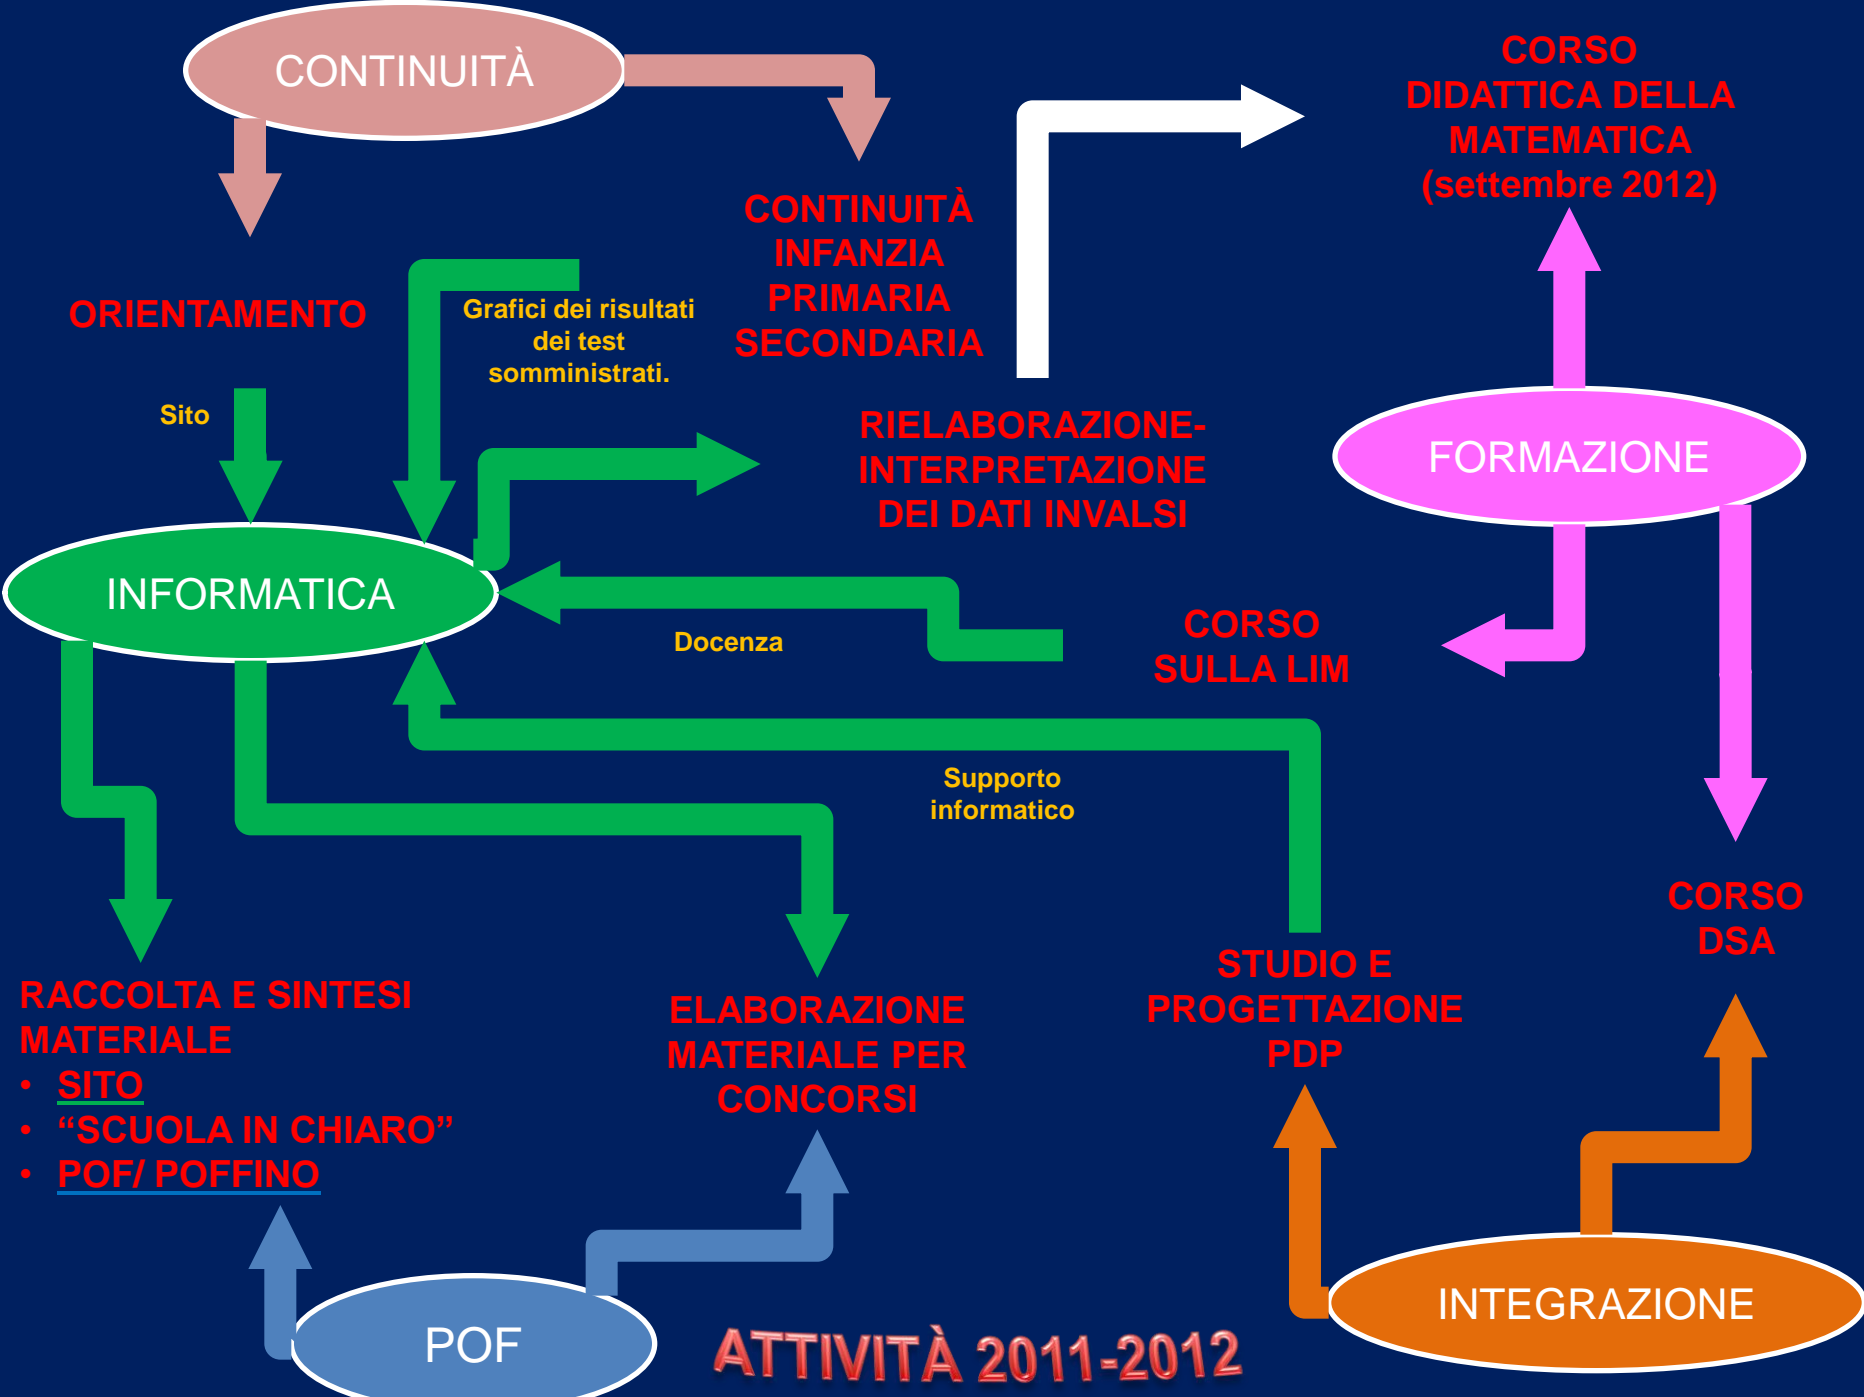 CONTINUITÀ
CORSO
DIDATTICA DELLA
MATEMATICA
(settembre 2012)
CONTINUITÀ
INFANZIA
PRIMARIA
SECONDARIA
ORIENTAMENTO
Grafici dei risultati
dei test
somministrati.
Sito
RIELABORAZIONE-
INTERPRETAZIONE
DEI DATI INVALSI
FORMAZIONE
INFORMATICA
Docenza
CORSO
SULLA LIM
Supporto
informatico
CORSO
DSA
RACCOLTA E SINTESI
MATERIALE
• SITO
• “SCUOLA IN CHIARO”
• POF/ POFFINO
ELABORAZIONE
MATERIALE PER
CONCORSI
STUDIO E
PROGETTAZIONE
PDP
POF
INTEGRAZIONE
ATTIVITÀ 2011-2012